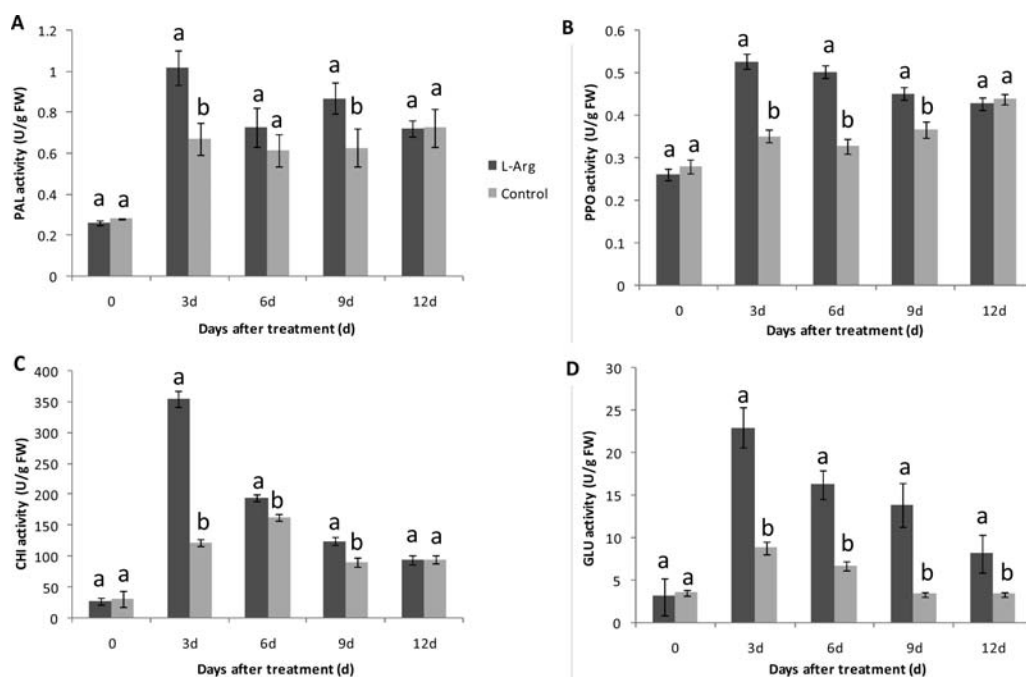 A
PAL activity (U/g FW)
1.2
1
0.8
0.6
0.4
0.2
0
a a
a b
a a
a b
a a
0 3d 6d 9d 12d
Days after treatment (d)
L-Arg
Control
B
PPO activity (U/g FW)
0.6
0.5
0.4
0.3
0.2
0.1
0
a a
a b
a b
a b
a a
0 3d 6d 9d 12d
Days after treatment (d)
C
CHI activity (U/g FW)
400
350
300
250
200
150
100
50
0
a a
a b
a b
a b
a a
0 3d 6d 9d 12d
Days after treatment (d)
D
GLU activity (U/g FW)
30
25
20
15
10
5
0
a a
a b
a b
a b
a b
0 3d 6d 9d 12d
Days after treatment (d)